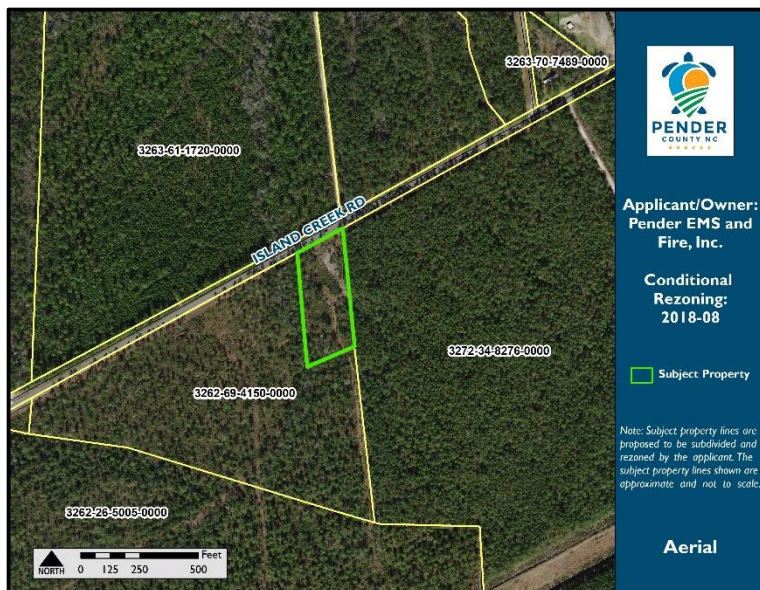 3263-70-7489-0000
3263-61-1720-0000
ISLAND CREEK RD
3272-34-8276-0000
3262-69-4150-0000
3262-26-5005-0000
NORTH
Feet
0 125 250 500
PENDER
COUNTY NC
Applicant/Owner:
Pender EMS and
Fire, Inc.
Conditional
Rezoning:
2018-08
Subject Property
Note: Subject property lines are
proposed to be subdivided and
rezoned by the applicant. The
subject property lines shown are
approximate and not to scale.
Aerial